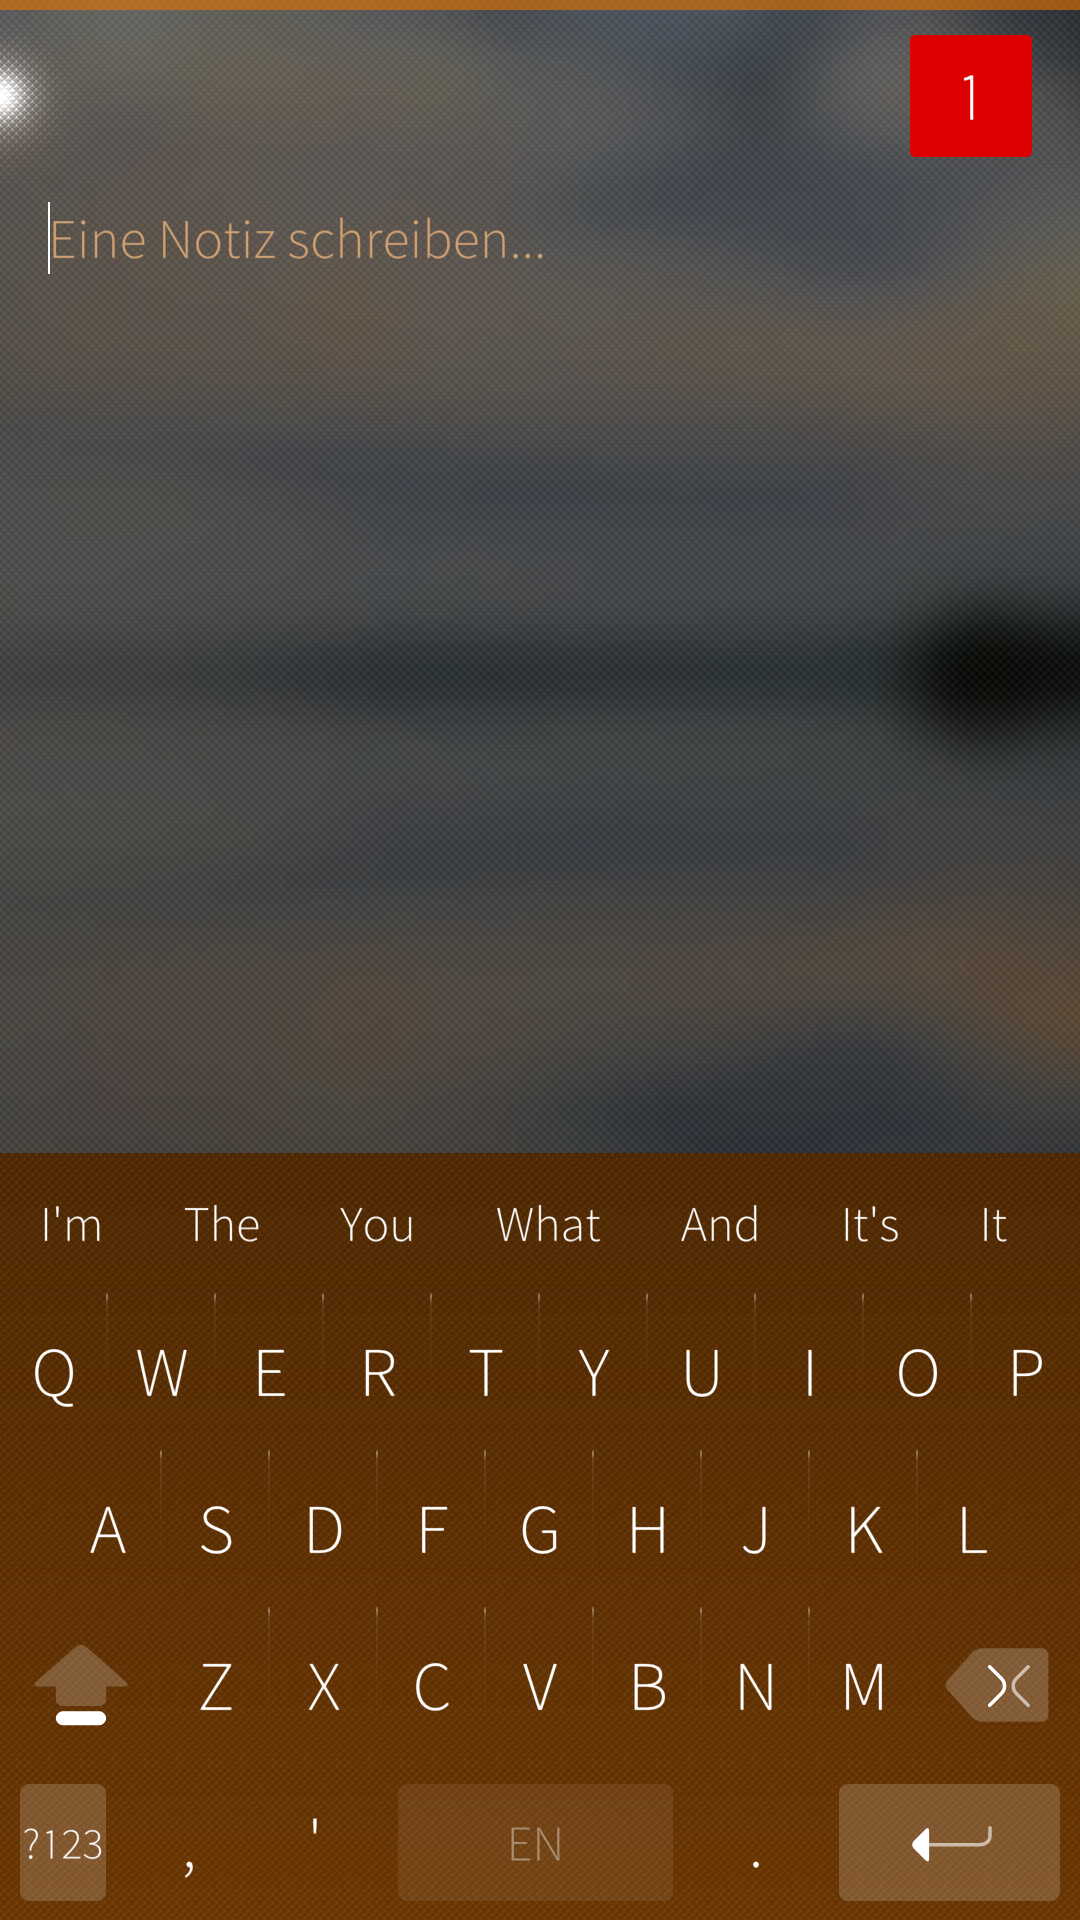 1
Eine Notiz schreiben...
I'm The You What And It's It
Q W E R T Y U I O P
A S D F G H J K L
Z X C V B N M
?123 , ' EN .